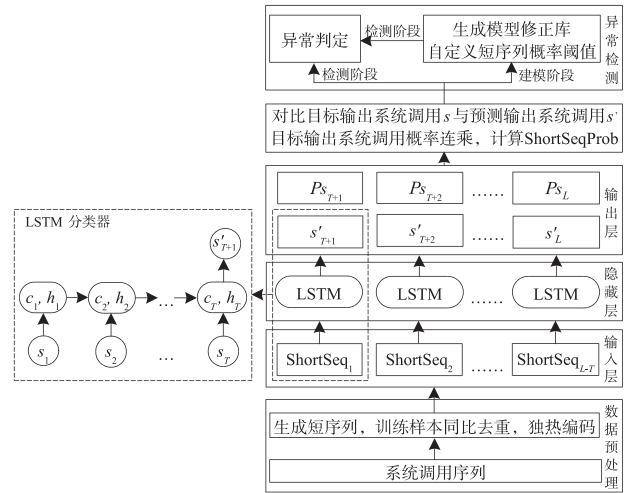 异常判定
检测阶段
生成模型修正库
自定义短序列概率阈值
异常检测
检测阶段
建模阶段
对比目标输出系统调用s与预测输出系统调用s'
目标输出系统调用概率连乘，计算ShortSeqProb
Ps_{T+1}
Ps_{T+2}
……
Ps_L
s'_{T+1}
s'_{T+2}
……
s'_L
输出层
LSTM 分类器
s'_{T+1}
c_1, h_1
c_2, h_2
…
c_T, h_T
s_1
s_2
…
s_T
LSTM
LSTM
……
LSTM
隐藏层
ShortSeq_1
ShortSeq_2
……
ShortSeq_{L-T}
输入层
生成短序列，训练样本同比去重，独热编码
系统调用序列
数据预处理